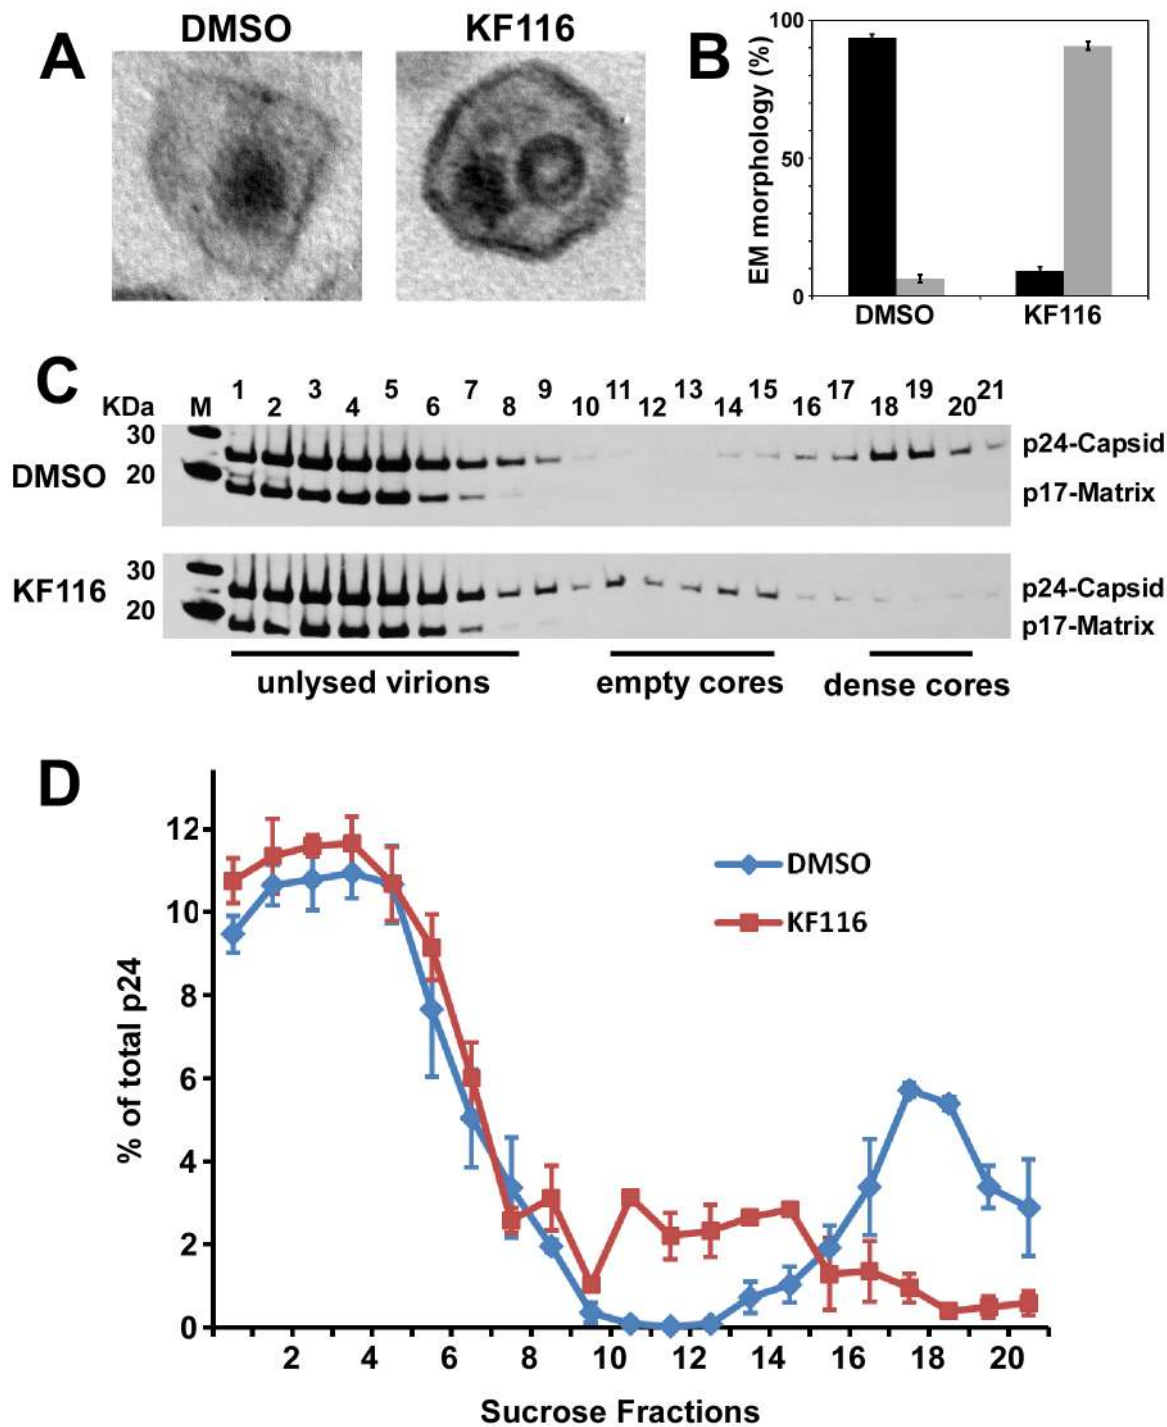 A
DMSO
KF116
B
EM morphology (%)
100
50
0
DMSO
KF116
C
KDa M 1 2 3 4 5 6 7 8 9 10 11 12 13 14 15 16 17 18 19 20 21
DMSO
30
20
p24-Capsid
p17-Matrix
KF116
30
20
p24-Capsid
p17-Matrix
unlysed virions
empty cores
dense cores
D
% of total p24
12
10
8
6
4
2
0
DMSO
KF116
2 4 6 8 10 12 14 16 18 20
Sucrose Fractions